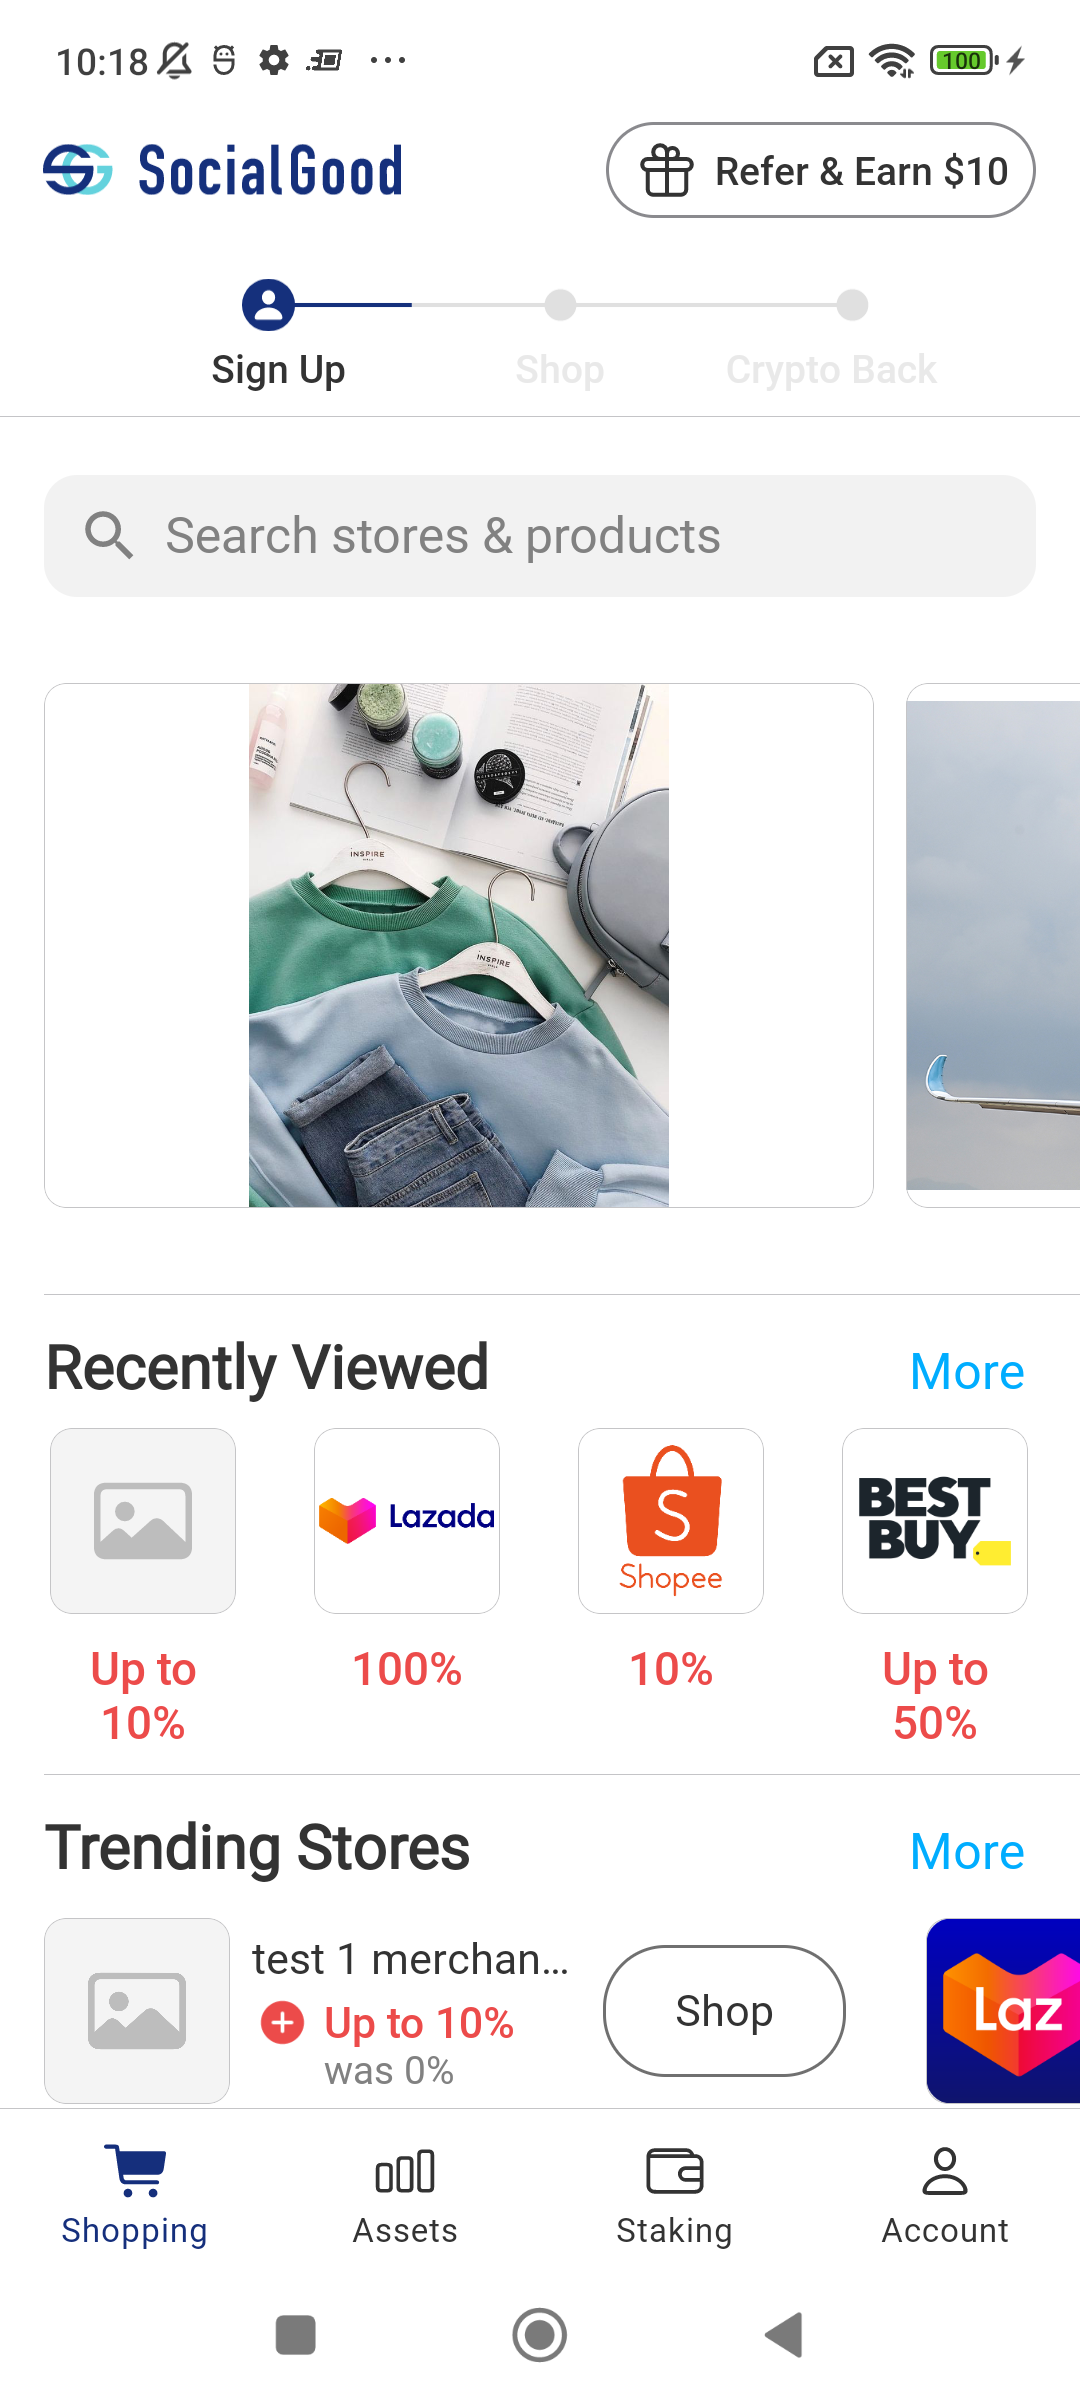 10:18
100
SocialGood
Refer & Earn $10
Sign Up
Shop
Crypto Back
Search stores & products
INSPIRE
INSPIRE
Recently Viewed
More
Lazada
Shopee
BEST
BUY
Up to
10%
100%
10%
Up to
50%
Trending Stores
More
test 1 merchan...
Up to 10%
was 0%
Shop
Laz
Shopping
Assets
Staking
Account